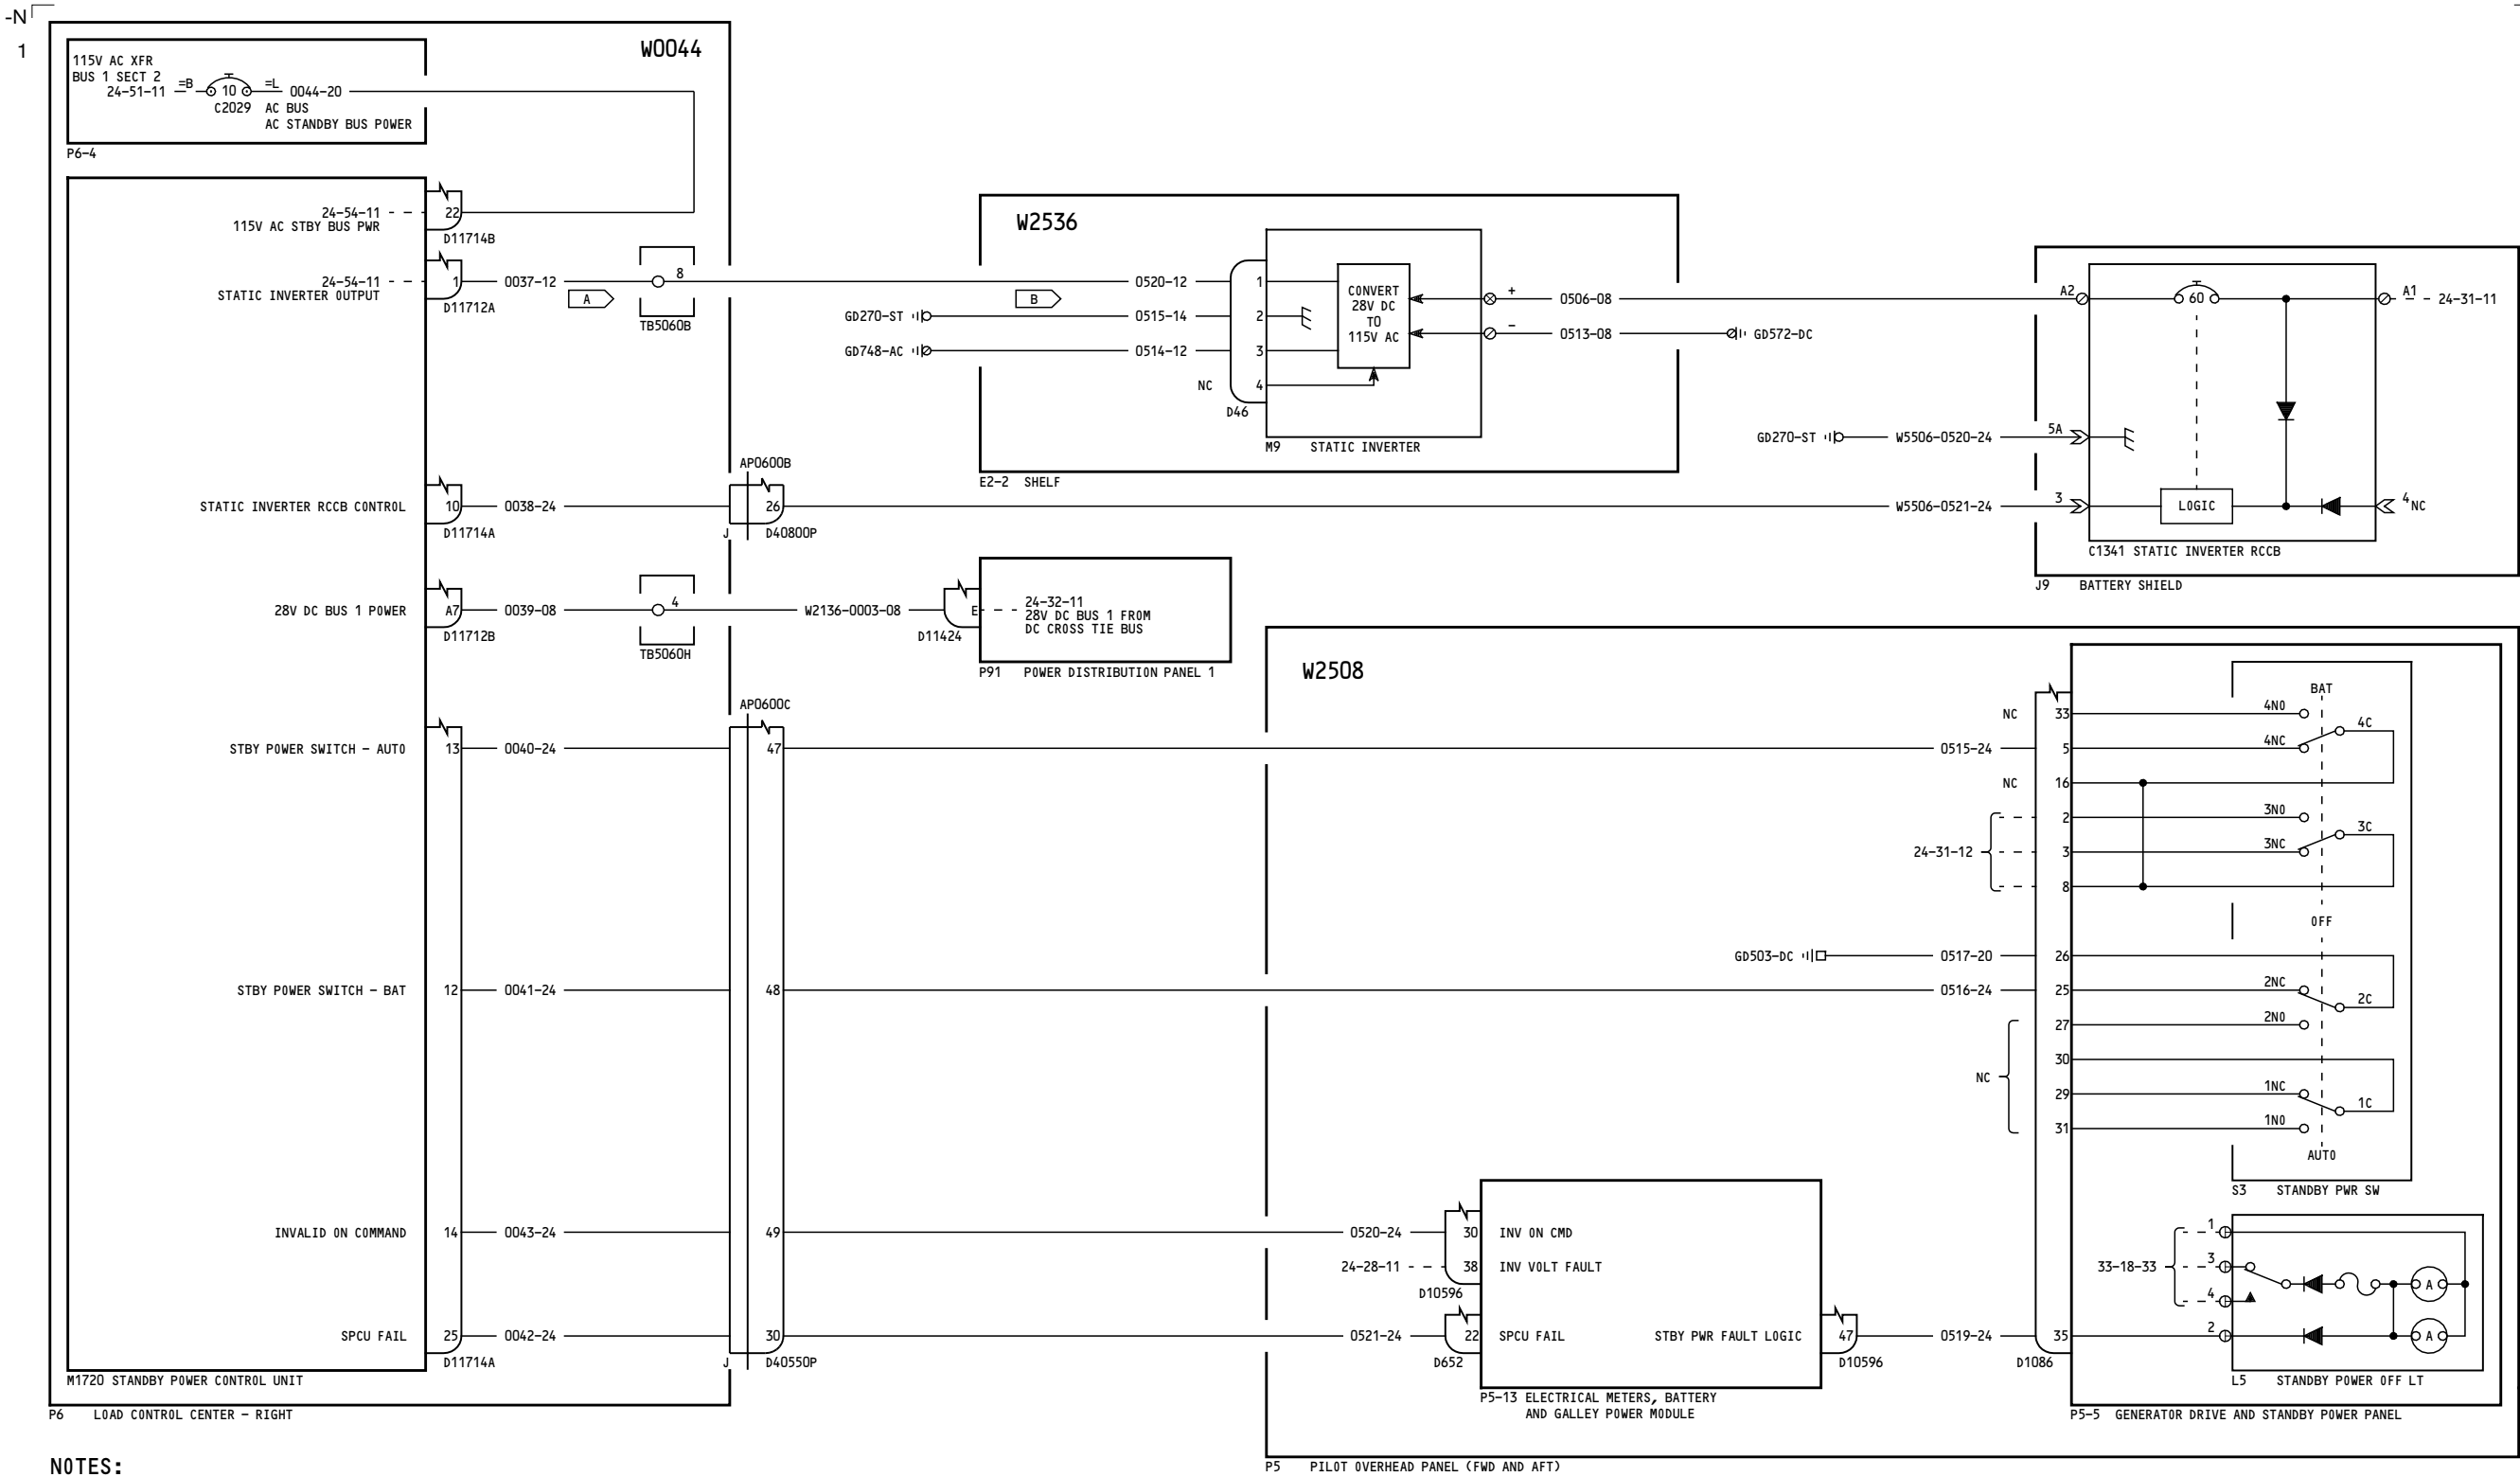 -N
1
W0044
115V AC XFR
BUS 1 SECT 2
24-51-11 =B 10 =L 0044-20
C2029 AC BUS
AC STANDBY BUS POWER
P6-4
24-54-11 22
115V AC STBY BUS PWR
D11714B
24-54-11 1 0037-12 8
STATIC INVERTER OUTPUT
A
D11712A
TB5060B
STATIC INVERTER RCCB CONTROL 10 0038-24 26
AP0600B
D11714A
J D40800P
28V DC BUS 1 POWER A7 0039-08 4 W2136-0003-08 E
D11712B
TB5060H
D11424
24-32-11
28V DC BUS 1 FROM
DC CROSS TIE BUS
P91 POWER DISTRIBUTION PANEL 1
AP0600C
STBY POWER SWITCH - AUTO 13 0040-24 47
STBY POWER SWITCH - BAT 12 0041-24 48
INVALID ON COMMAND 14 0043-24 49
SPCU FAIL 25 0042-24 30
D11714A
J D40550P
M1720 STANDBY POWER CONTROL UNIT
P6 LOAD CONTROL CENTER - RIGHT
W2536
B
0520-12 1
GD270-ST 0515-14 2
GD748-AC 0514-12 3
NC 4
D46
CONVERT
28V DC
TO
115V AC
+ 0506-08
- 0513-08 GD572-DC
M9 STATIC INVERTER
E2-2 SHELF
A2 60 A1 24-31-11
GD270-ST W5506-0520-24 5A
W5506-0521-24 3 LOGIC 4 NC
C1341 STATIC INVERTER RCCB
J9 BATTERY SHIELD
W2508
BAT
NC 33 4NO
4C
0515-24 5 4NC
NC 16
2 3NO
3C
24-31-12 3 3NC
8
OFF
GD503-DC 0517-20 26
0516-24 25 2NC
2C
27 2NO
30
NC
29 1NC
1C
31 1NO
AUTO
S3 STANDBY PWR SW
0520-24 30 INV ON CMD
24-28-11 38 INV VOLT FAULT
D10596
0521-24 22 SPCU FAIL STBY PWR FAULT LOGIC 47 0519-24 35
D652
D10596
D1086
P5-13 ELECTRICAL METERS, BATTERY
AND GALLEY POWER MODULE
1
33-18-33 3
A
4
2
A
L5 STANDBY POWER OFF LT
P5-5 GENERATOR DRIVE AND STANDBY POWER PANEL
P5 PILOT OVERHEAD PANEL (FWD AND AFT)
NOTES: